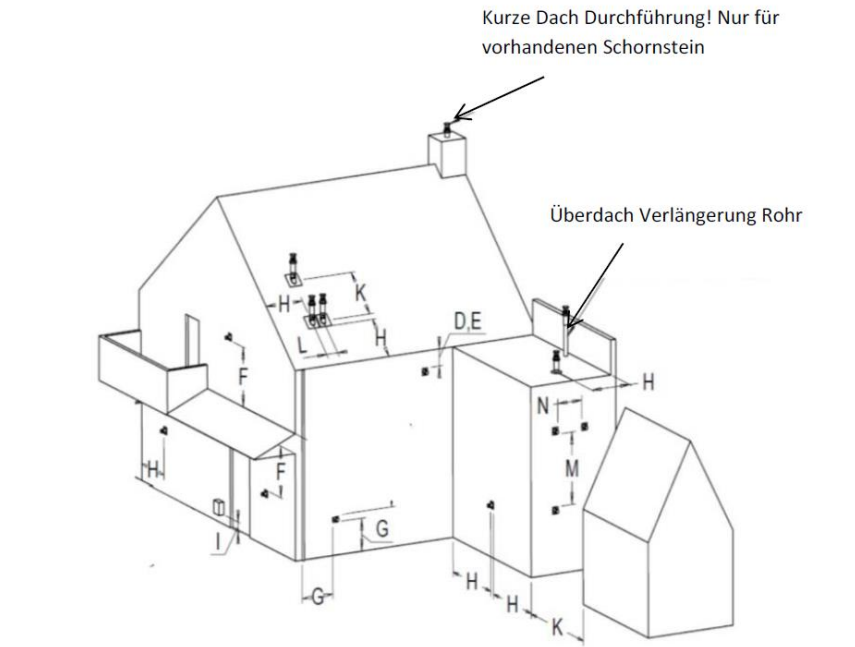 Kurze Dach Durchführung! Nur für
vorhandenen Schornstein
Überdach Verlängerung Rohr
K
H
D,E
L
H
H
F
N
M
H
F
G
I
G
H
H
K